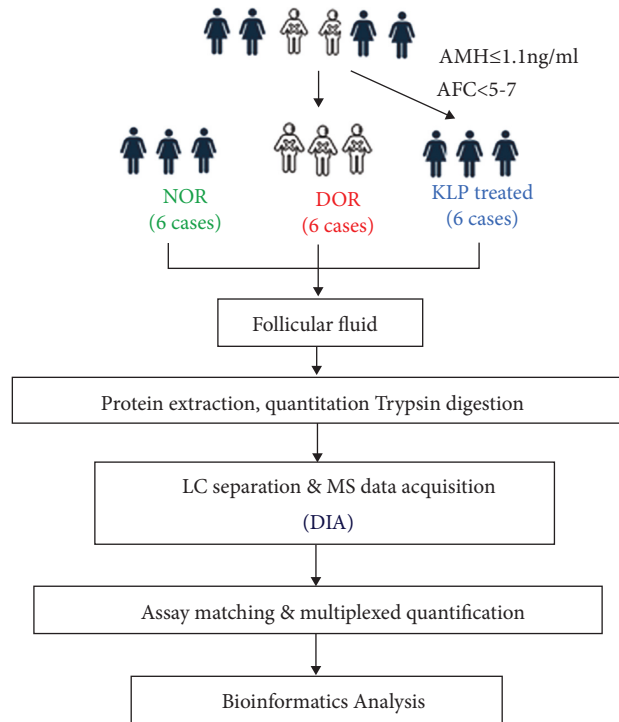 AMH≤1.1ng/ml
AFC<5-7
NOR
(6 cases)
DOR
(6 cases)
KLP treated
(6 cases)
Follicular fluid
Protein extraction, quantitation Trypsin digestion
LC separation & MS data acquisition
(DIA)
Assay matching & multiplexed quantification
Bioinformatics Analysis